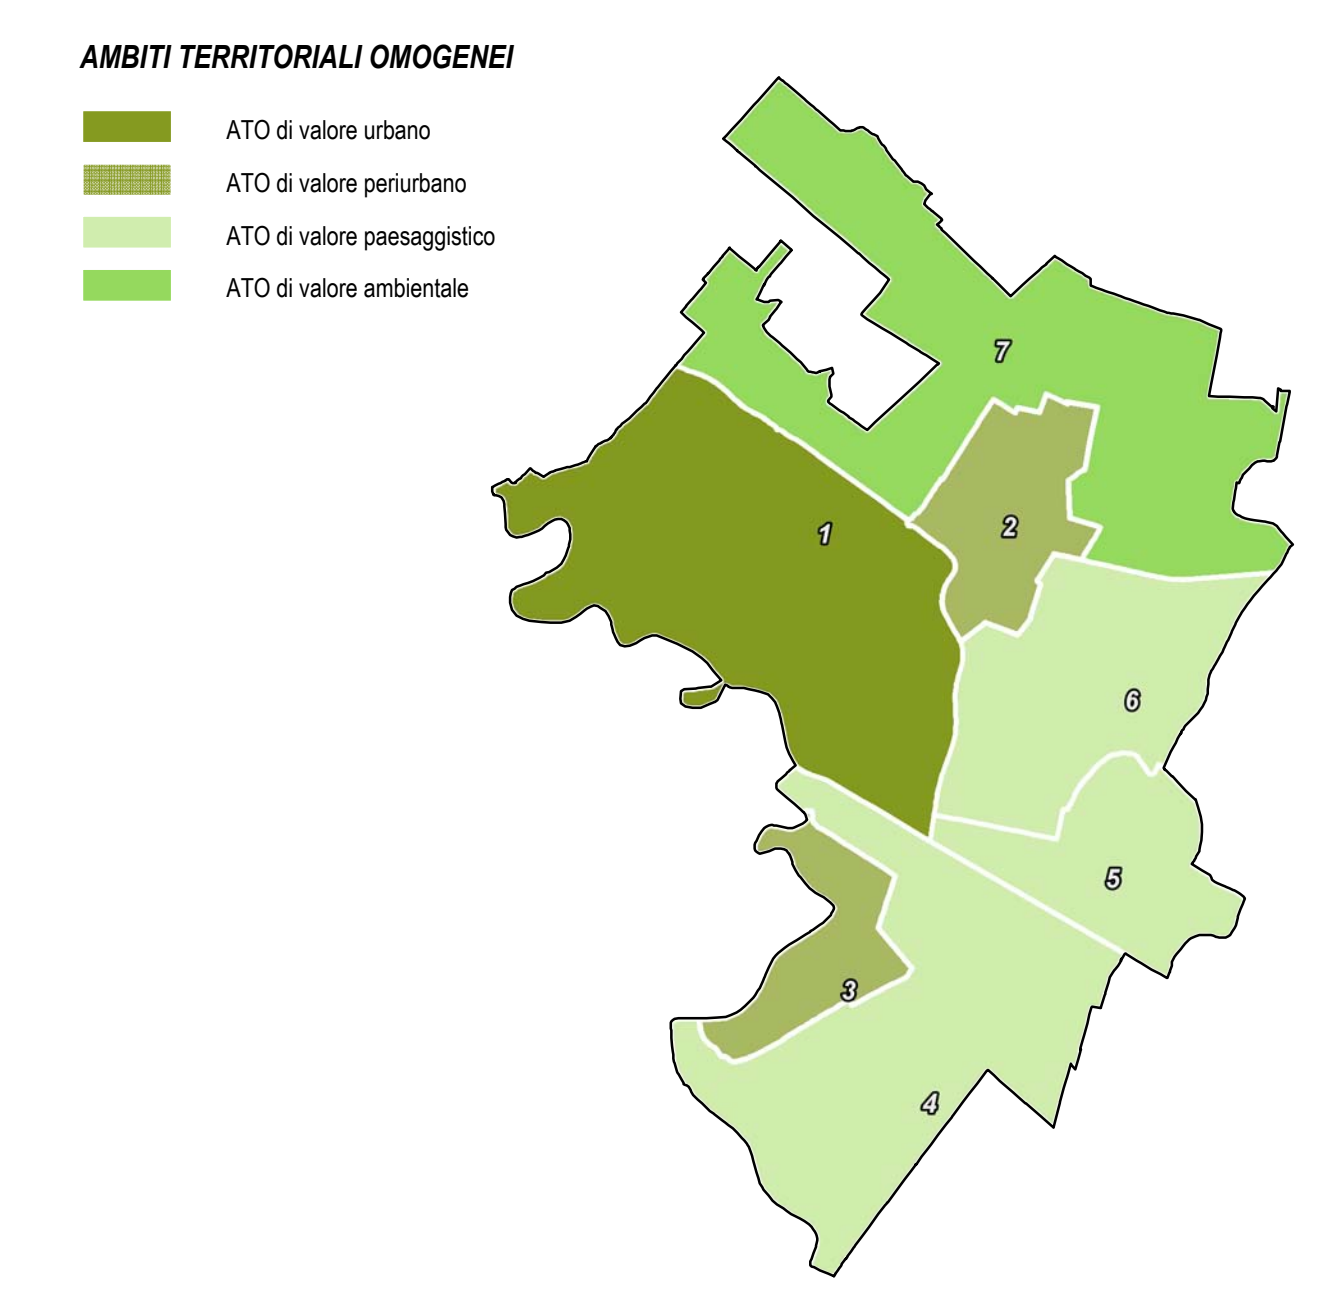 AMBITI TERRITORIALI OMOGENEI
ATO di valore urbano
ATO di valore periurbano
ATO di valore paesaggistico
ATO di valore ambientale
7
2
1
6
5
3
4